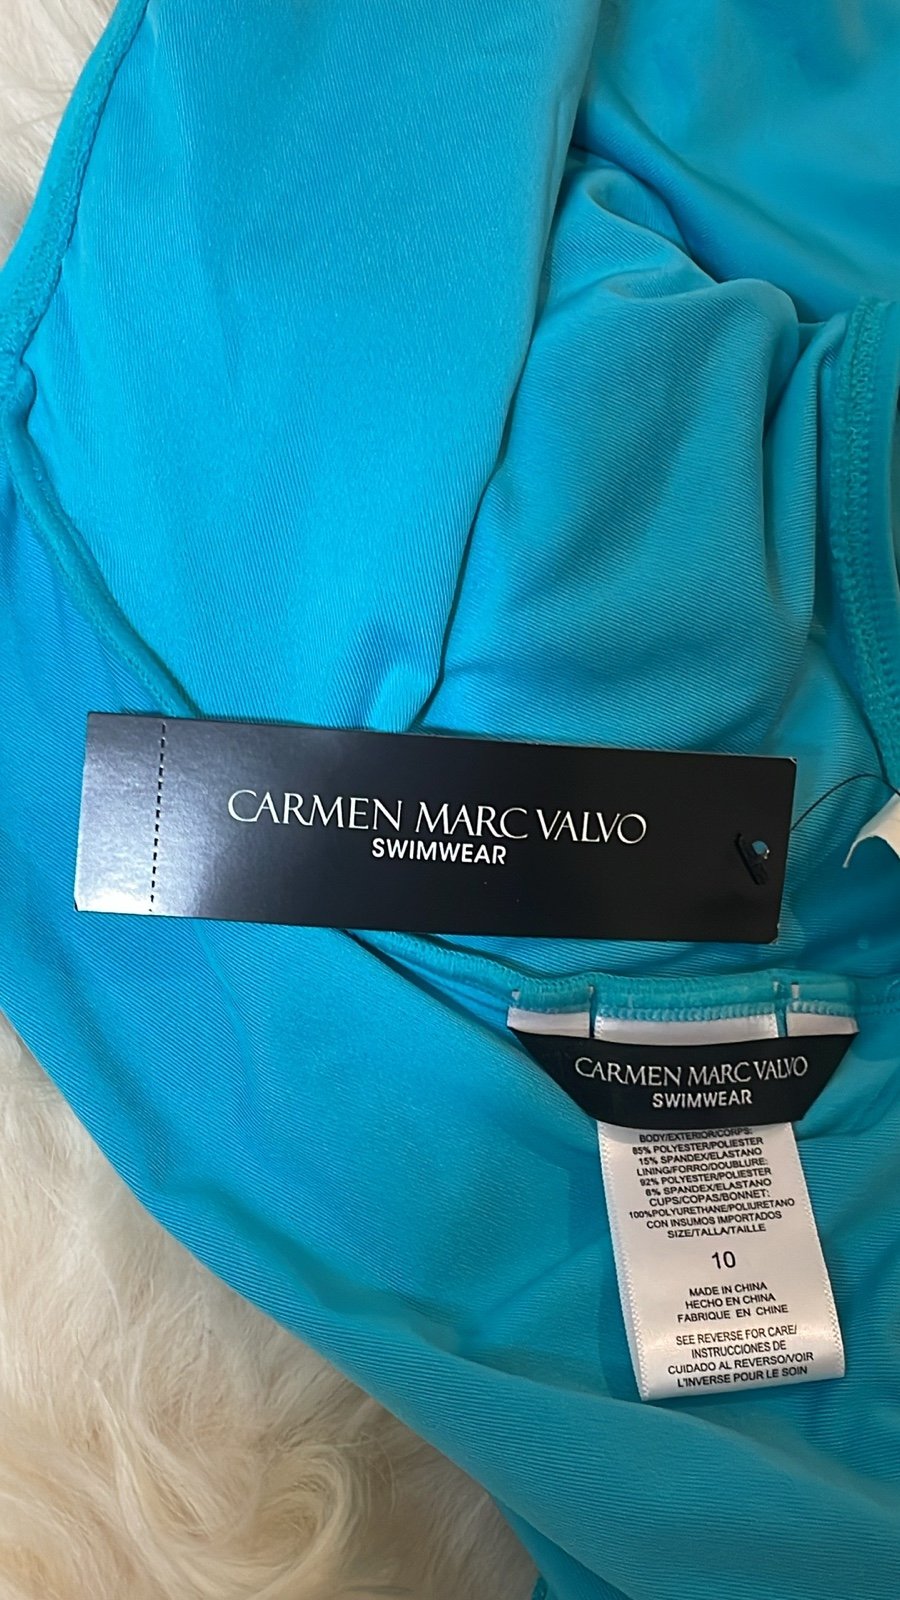 CARMEN MARC VALVO
SWIMWEAR
CARMEN MARC VALVO
SWIMWEAR
BODY/EXTERIOR/CORPS:
85% POLYESTER/POLIESTER
15% SPANDEX/ELASTANO
LINING/FORRO/DOUBLURE:
92% POLYESTER/POLIESTER
8% SPANDEX/ELASTANO
CUPS/COPAS/BONNET:
100%POLYURETHANE/POLIURETANO
CON INSUMOS IMPORTADOS
SIZE/TALLA/TAILLE
10
MADE IN CHINA
HECHO EN CHINA
FABRIQUE EN CHINE
SEE REVERSE FOR CARE/
INSTRUCCIONES DE
CUIDADO AL REVERSO/VOIR
L'INVERSE POUR LE SOIN